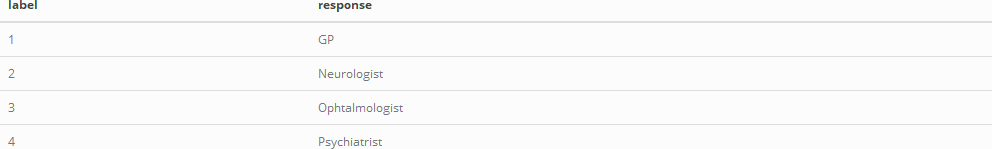 label response
1 GP
2 Neurologist
3 Ophtalmologist
4 Psychiatrist